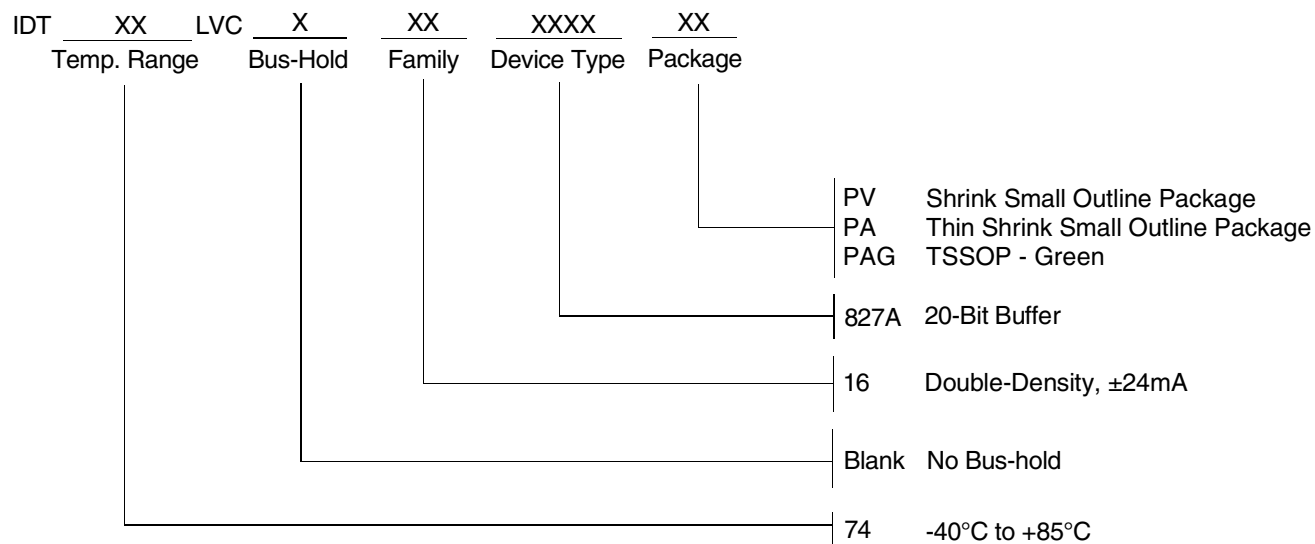 IDT XX LVC X XX XXXX XX
Temp. Range Bus-Hold Family Device Type Package
PV Shrink Small Outline Package
PA Thin Shrink Small Outline Package
PAG TSSOP - Green
827A 20-Bit Buffer
16 Double-Density, ±24mA
Blank No Bus-hold
74 -40°C to +85°C